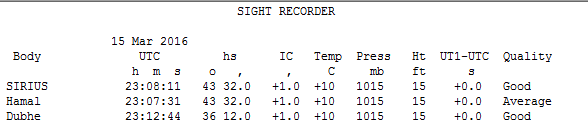 SIGHT RECORDER
15 Mar 2016
Body UTC hs IC Temp Press Ht UT1-UTC Quality
h m s o , , C mb ft s
SIRIUS 23:08:11 43 32.0 +1.0 +10 1015 15 +0.0 Good
Hamal 23:07:31 43 32.0 +1.0 +10 1015 15 +0.0 Average
Dubhe 23:12:44 36 12.0 +1.0 +10 1015 15 +0.0 Good